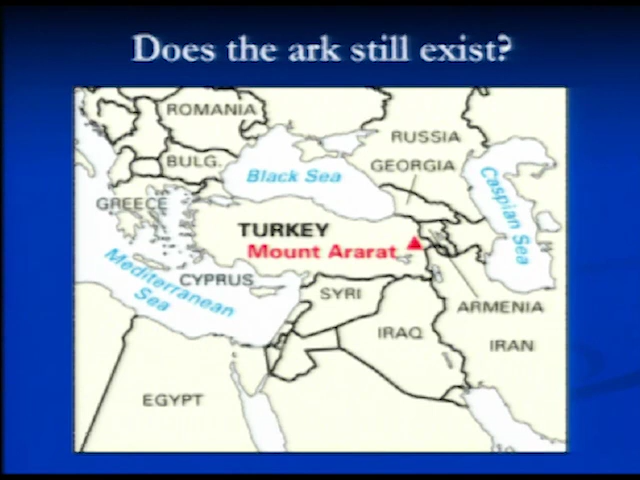 Does the ark still exist?
ROMANIA
RUSSIA
BULG.
GEORGIA
Black Sea
GREECE
Caspian Sea
TURKEY
Mount Ararat
Mediterranean
Sea
CYPRUS
SYRI
ARMENIA
IRAQ
IRAN
EGYPT